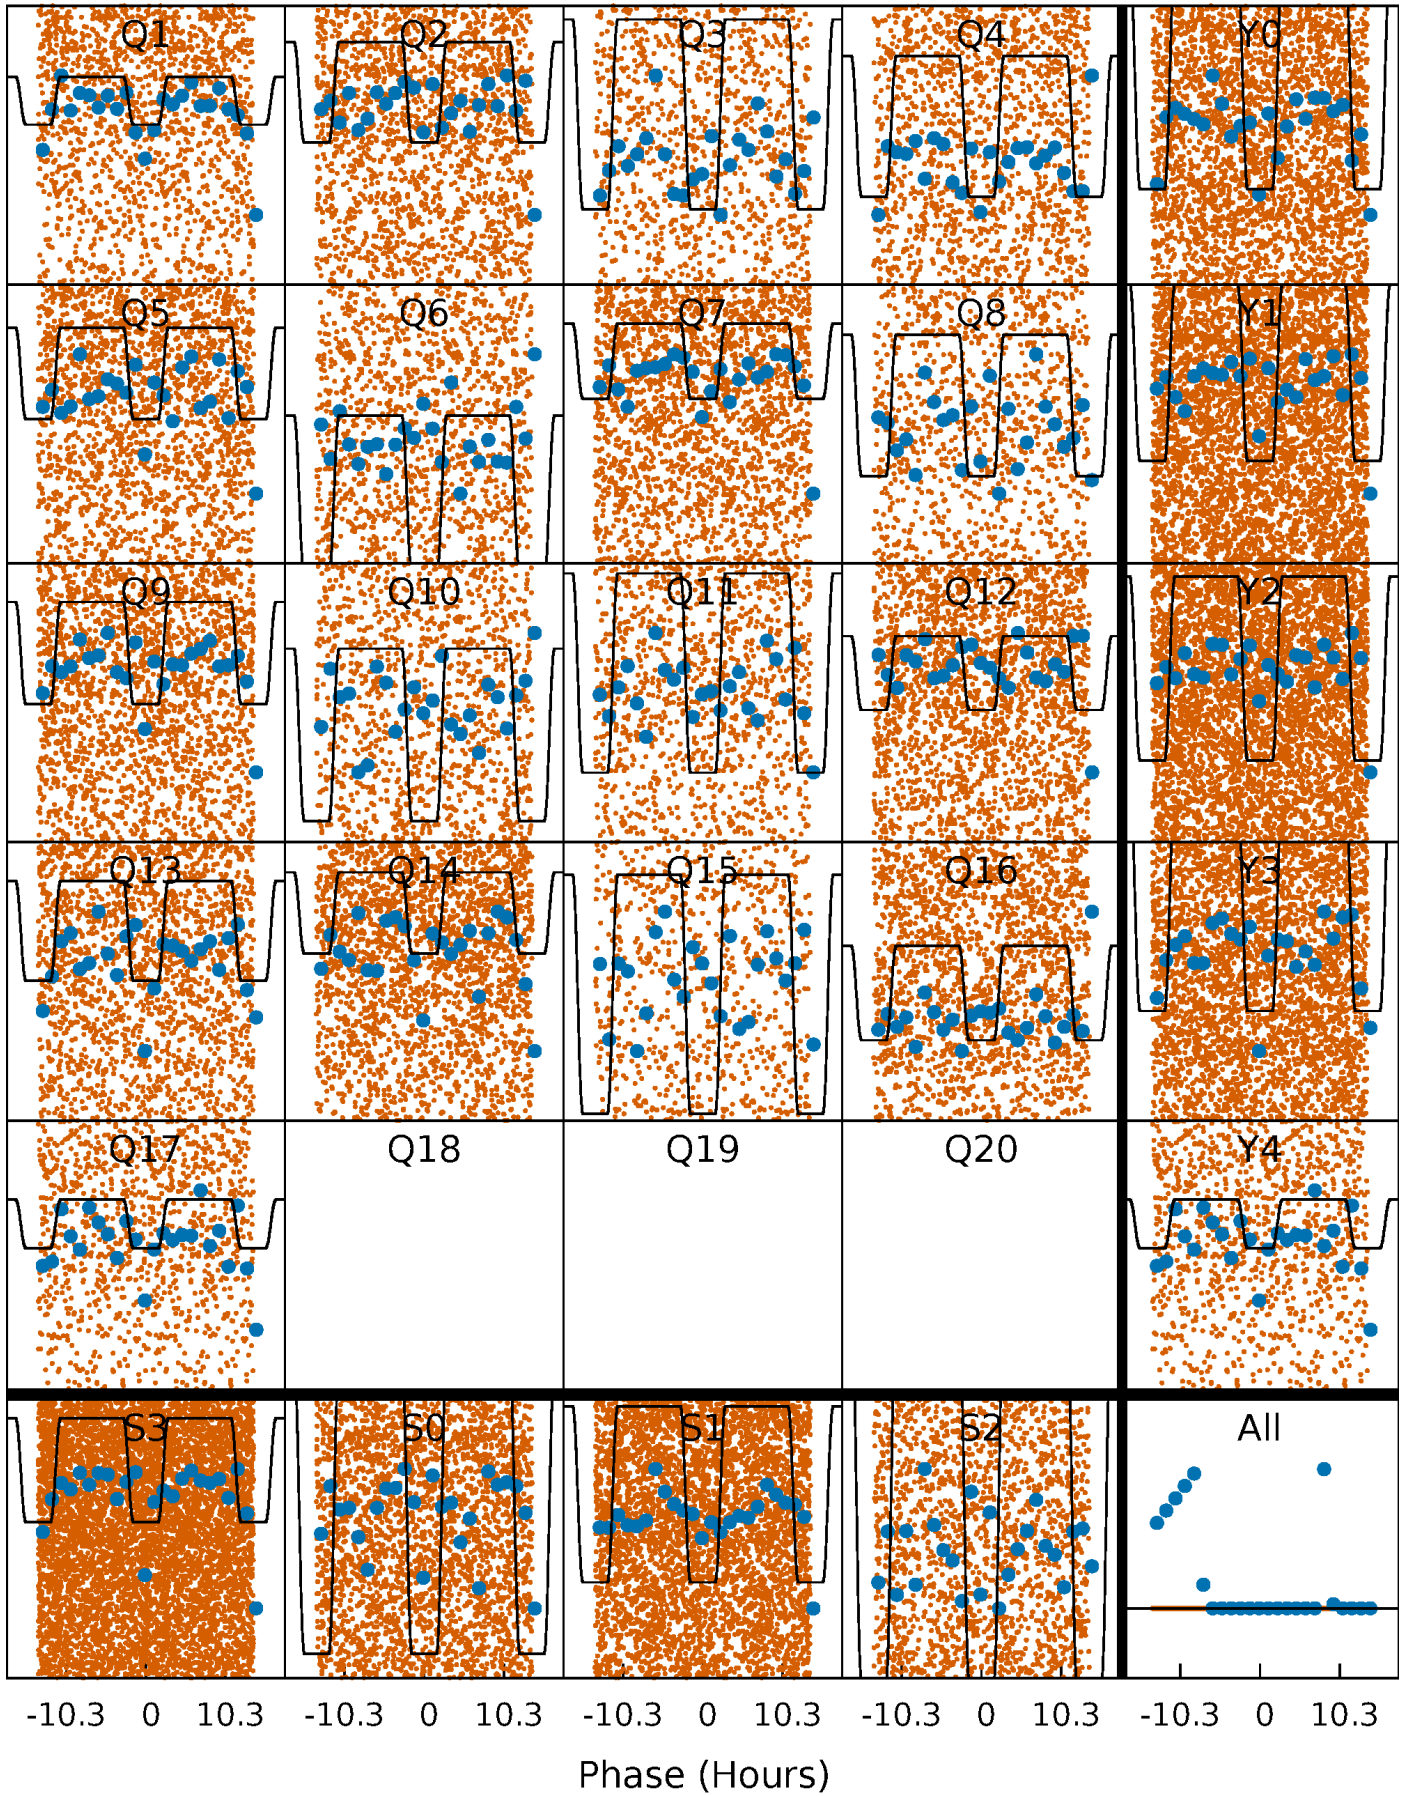 Q1 Q2 Q3 Q4 Y0
Q5 Q6 Q7 Q8 Y1
Q9 Q10 Q11 Q12 Y2
Q13 Q14 Q15 Q16 Y3
Q17 Q18 Q19 Q20 Y4
S3 S0 S1 S2 All
-10.3 0 10.3 -10.3 0 10.3 -10.3 0 10.3 -10.3 0 10.3 -10.3 0 10.3
Phase (Hours)